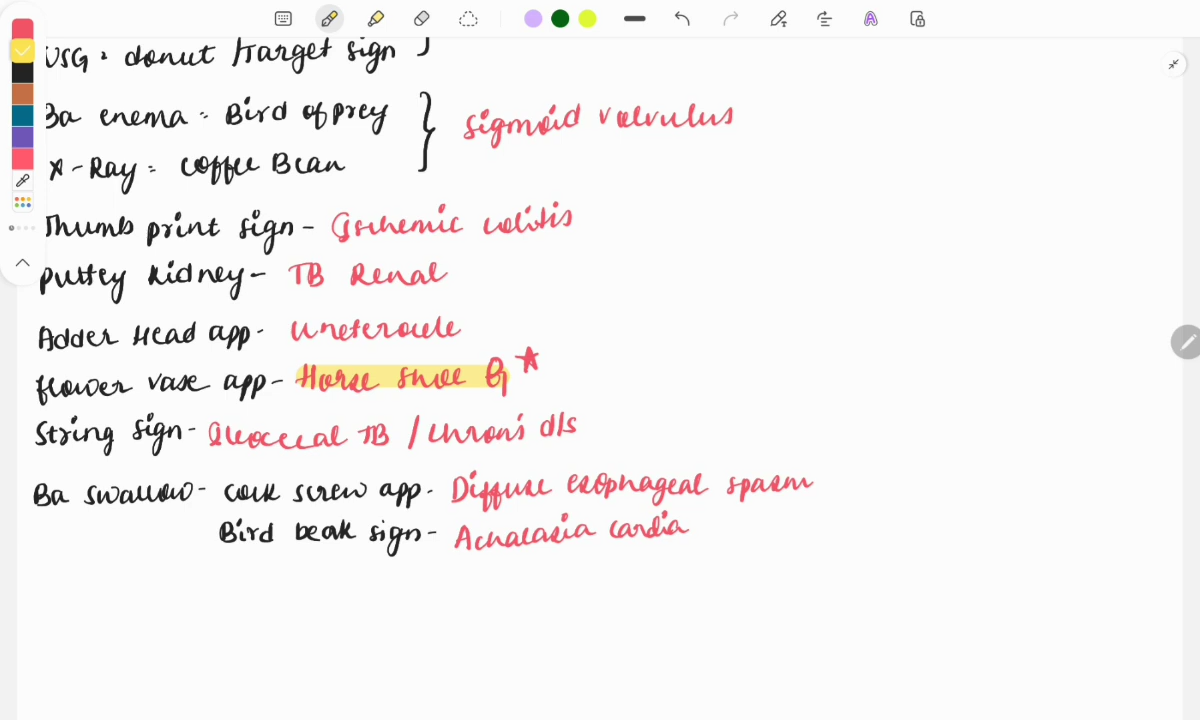 USG : donut / target sign }
Ba enema : Bird of prey } Sigmoid volvulus
X-Ray : Coffee Bean
Thumb print sign - Ischemic colitis
Putty kidney - TB Renal
Adder Head app - Ureterocele
flower vase app - Horse shoe
String sign - Ileocecal TB / Chron's d/s
Ba swallow - cork screw app - Diffuse esophageal spasm
Bird beak sign - Achalasia cardia